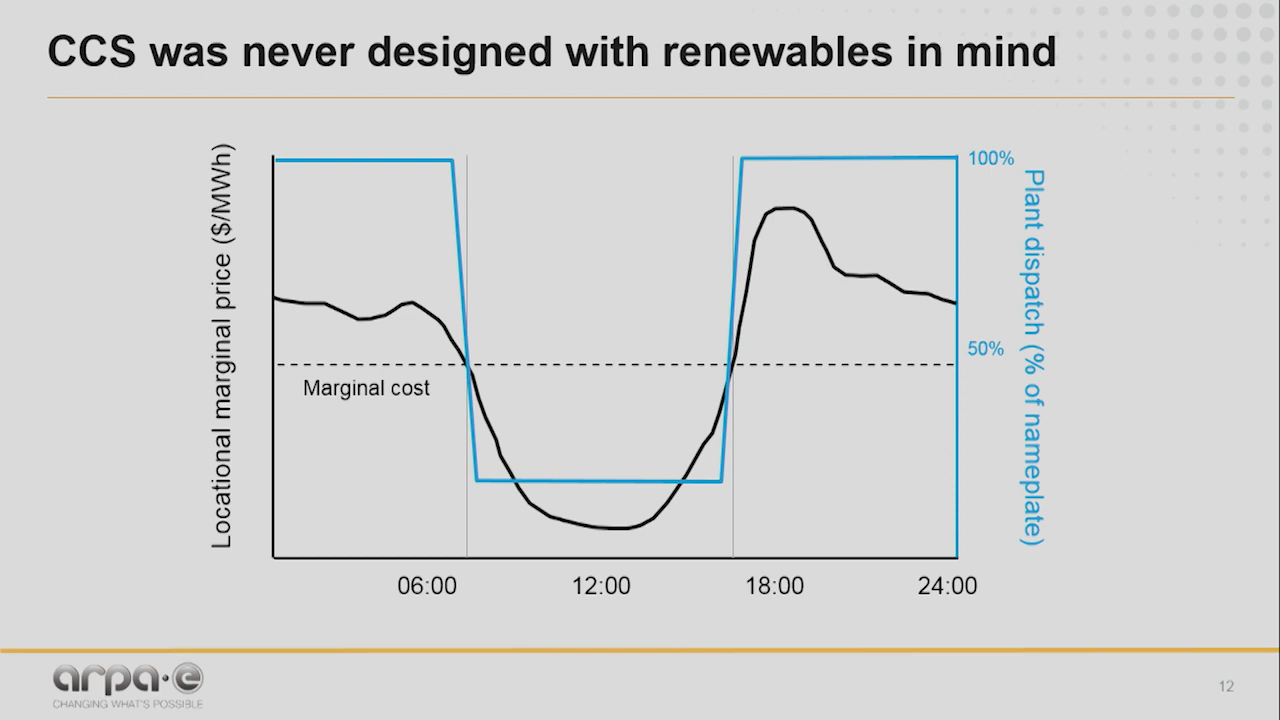 CCS was never designed with renewables in mind
Locational marginal price ($/MWh)
100%
50%
Plant dispatch (% of nameplate)
Marginal cost
06:00 12:00 18:00 24:00
arpa·e
CHANGING WHAT'S POSSIBLE
12